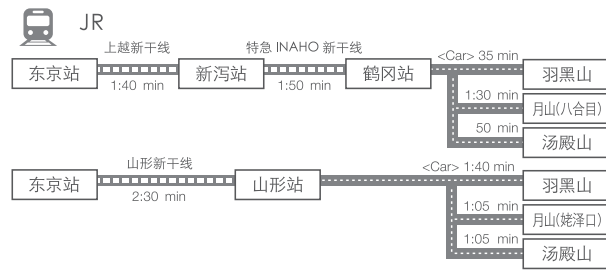 JR
上越新干线
特急 INAHO 新干线
<Car> 35 min
东京站
新泻站
鹤冈站
羽黑山
1:40 min
1:50 min
1:30 min
月山(八合目)
50 min
汤殿山
山形新干线
<Car> 1:40 min
东京站
山形站
羽黑山
2:30 min
1:05 min
月山(姥泽口)
1:05 min
汤殿山